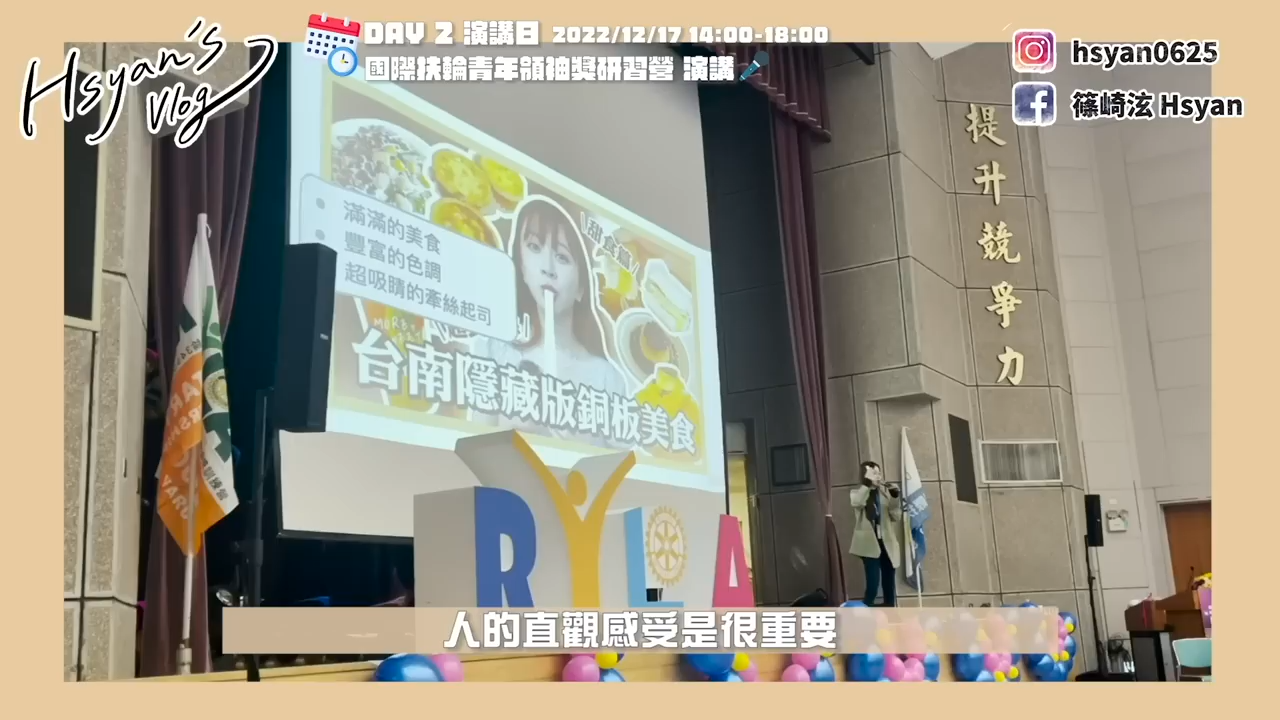 Hsyan's
Vlog
DAY 2 演講日 2022/12/17 14:00-18:00
國際扶輪青年領袖獎研習營 演講
hsyan0625
篠崎泫 Hsyan
提升競爭力
滿滿的美食
豐富的色調
超吸睛的牽絲起司
\甜食篇/
台南隱藏版銅板美食
RYLA
人的直觀感受是很重要